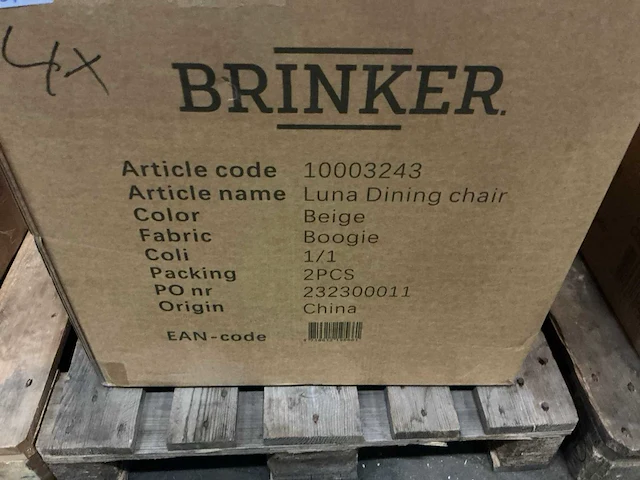 4x
BRINKER.
Article code 10003243
Article name Luna Dining chair
Color Beige
Fabric Boogie
Coli 1/1
Packing 2PCS
PO nr 232300011
Origin China
EAN-code